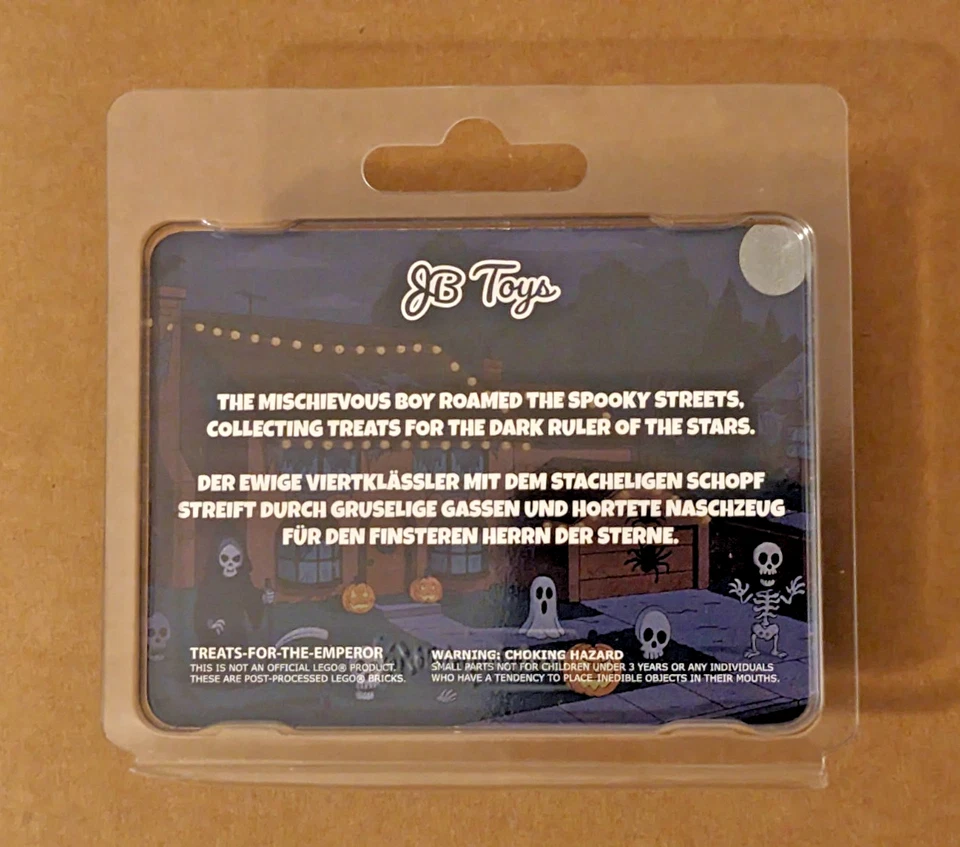 JB Toys
THE MISCHIEVOUS BOY ROAMED THE SPOOKY STREETS,
COLLECTING TREATS FOR THE DARK RULER OF THE STARS.
DER EWIGE VIERTKLÄSSLER MIT DEM STACHELIGEN SCHOPF
STREIFT DURCH GRUSELIGE GASSEN UND HORTETE NASCHZEUG
FÜR DEN FINSTEREN HERRN DER STERNE.
TREATS-FOR-THE-EMPEROR
THIS IS NOT AN OFFICIAL LEGO® PRODUCT.
THESE ARE POST-PROCESSED LEGO® BRICKS.
WARNING: CHOKING HAZARD
SMALL PARTS NOT FOR CHILDREN UNDER 3 YEARS OR ANY INDIVIDUALS
WHO HAVE A TENDENCY TO PLACE INEDIBLE OBJECTS IN THEIR MOUTHS.